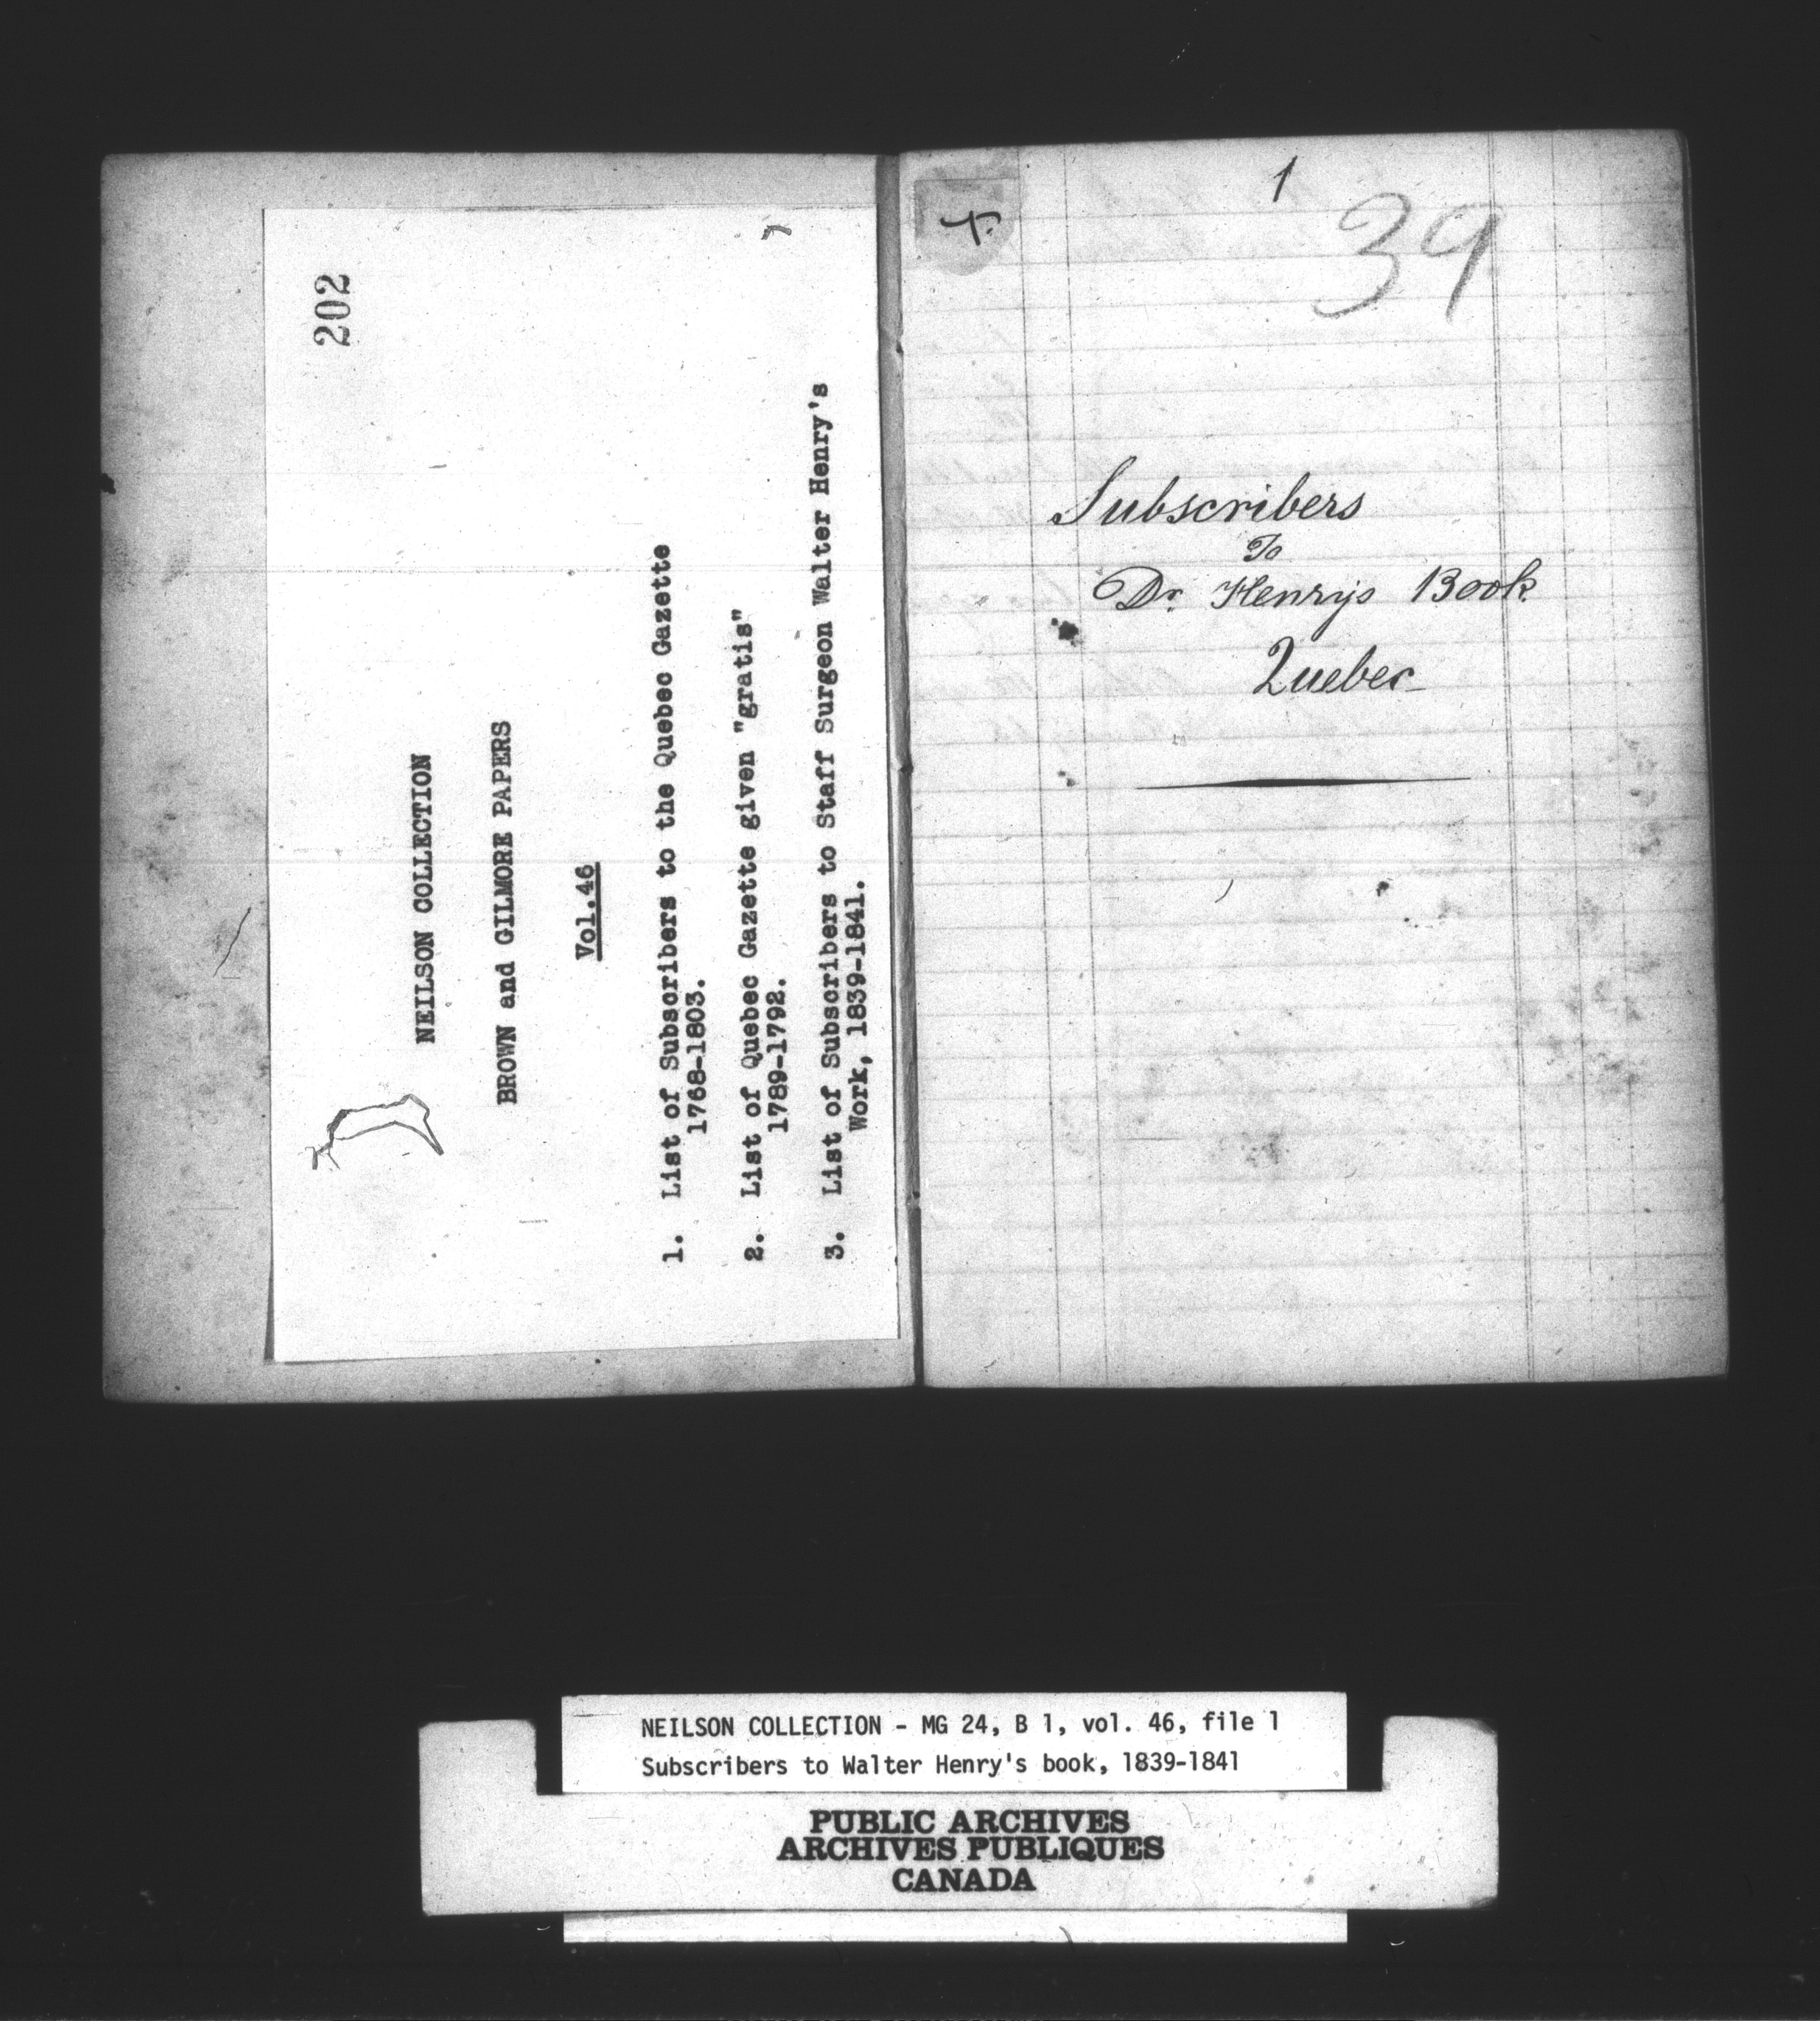 202
NEILSON COLLECTION
BROWN and GILMORE PAPERS
Vol.46
1. List of Subscribers to the Quebec Gazette
1768-1803.
2. List of Quebec Gazette given "gratis"
1789-1792.
3. List of Subscribers to Staff Surgeon Walter Henry's
Work, 1839-1841.
1
39
Subscribers
To
Dr. Henrys Book
Quebec
NEILSON COLLECTION - MG 24, B 1, vol. 46, file 1
Subscribers to Walter Henry's book, 1839-1841
PUBLIC ARCHIVES
ARCHIVES PUBLIQUES
CANADA